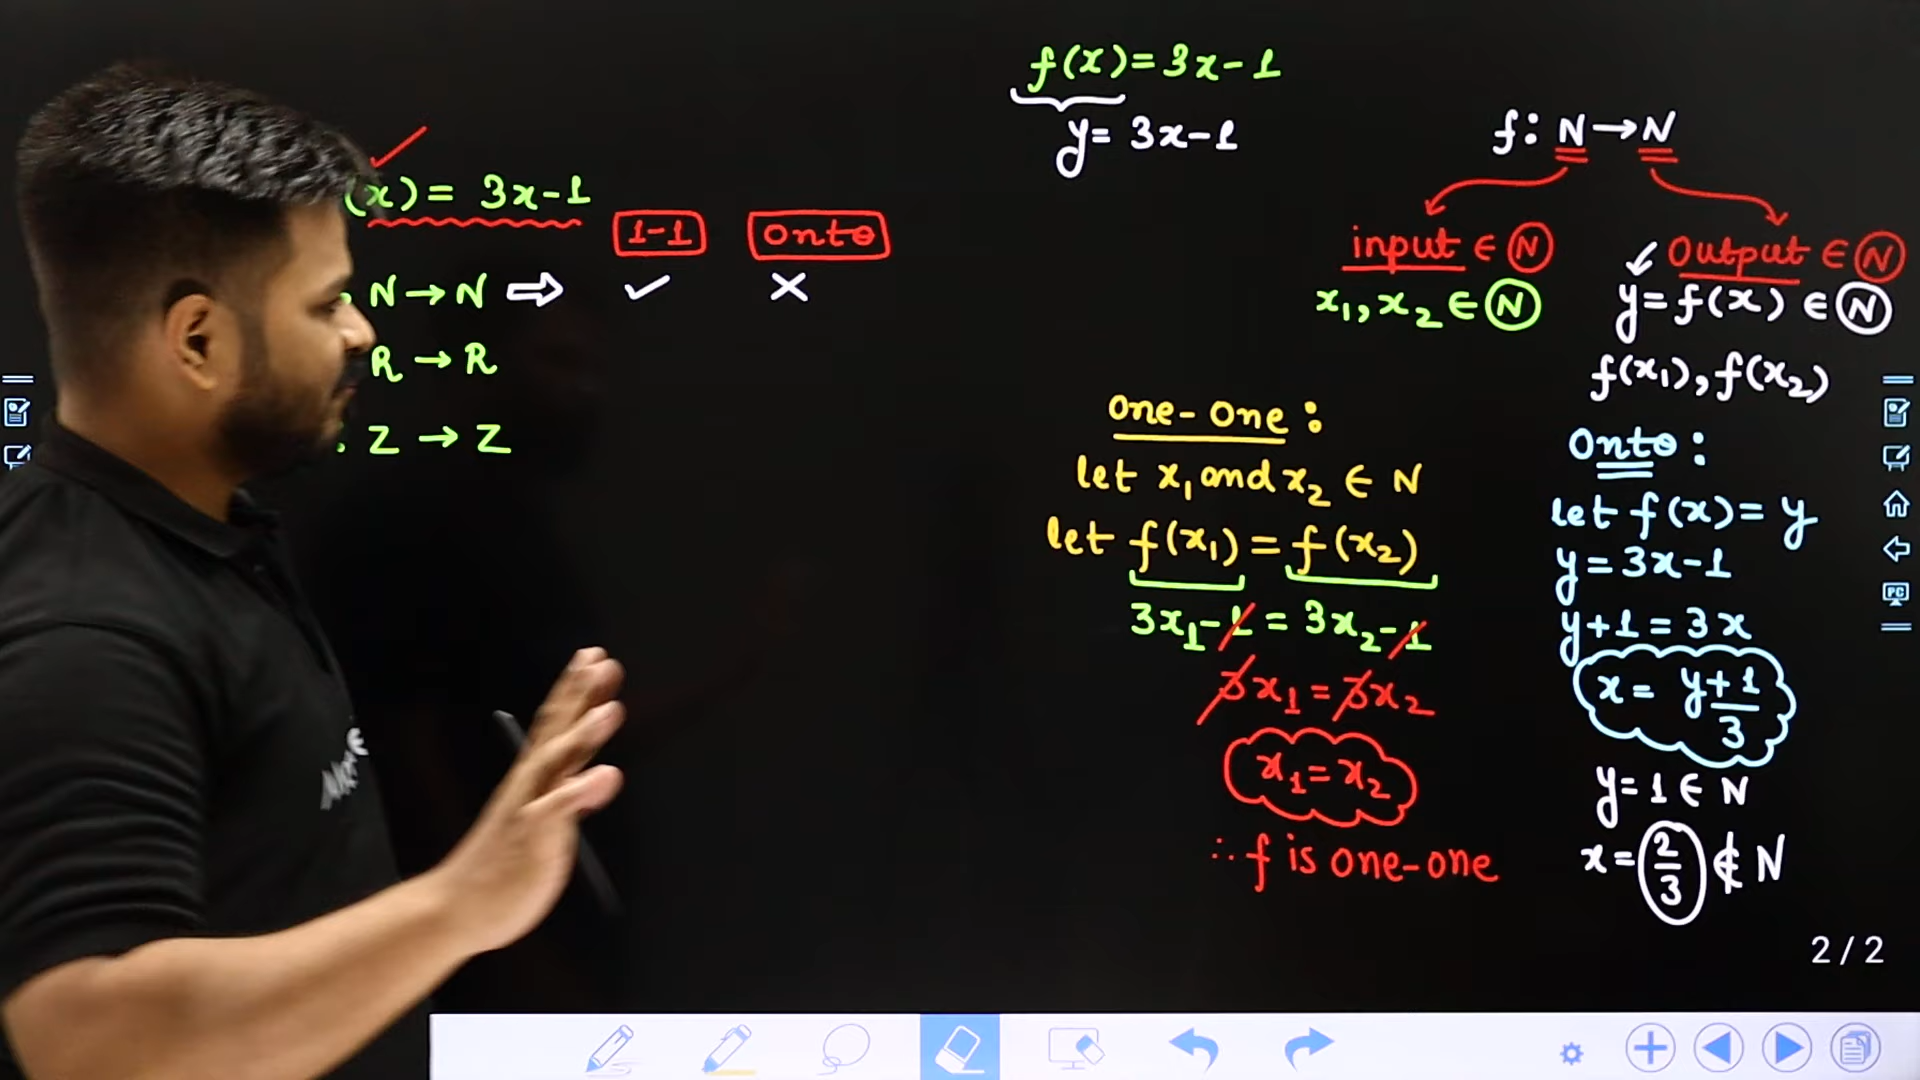 f(x) = 3x-1
y = 3x-1
(x) = 3x-1
1-1 onto
N → N ⇒ ✓ ✗
R → R
Z → Z
f: N → N
input ∈ N
x₁, x₂ ∈ N
Output ∈ N
y = f(x) ∈ N
f(x₁), f(x₂)
one-one :
let x₁ and x₂ ∈ N
let f(x₁) = f(x₂)
3x₁ - 1 = 3x₂ - 1
3x₁ = 3x₂
x₁ = x₂
∴ f is one-one
Onto :
let f(x) = y
y = 3x-1
y+1 = 3x
x = y+1/3
y = 1 ∈ N
x = 2/3 ∉ N
2 / 2